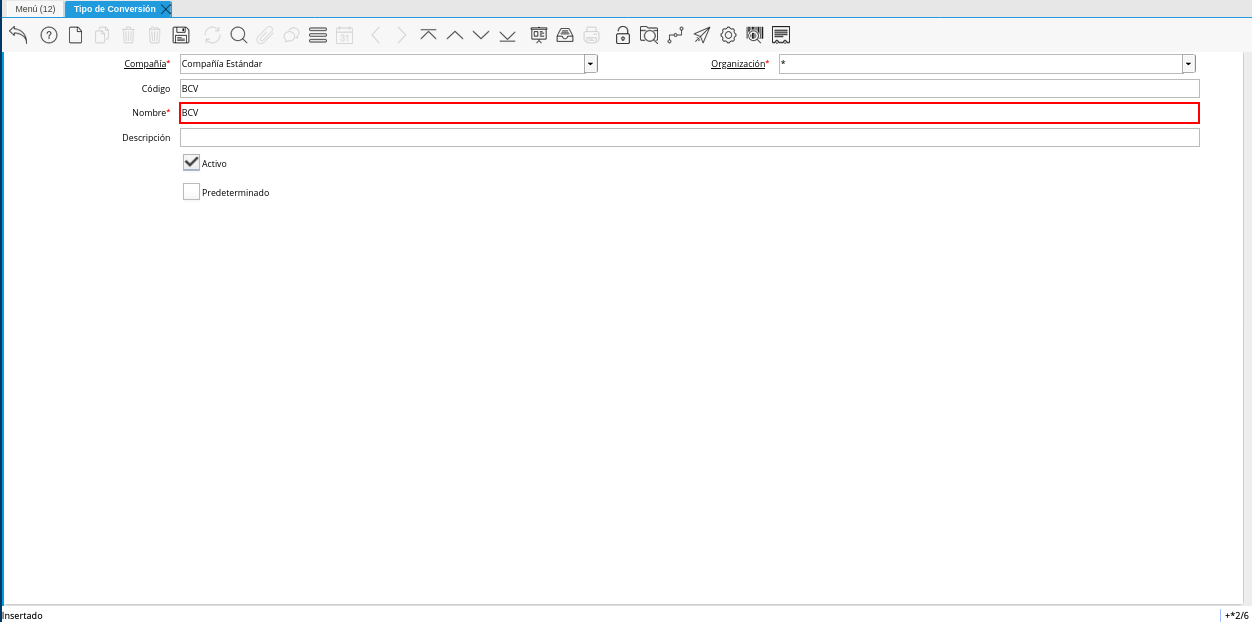 Menú (12) Tipo de Conversión
31
Compañía* Compañía Estándar Organización* *
Código BCV
Nombre* BCV
Descripción
Activo
Predeterminado
Insertado +*2/6